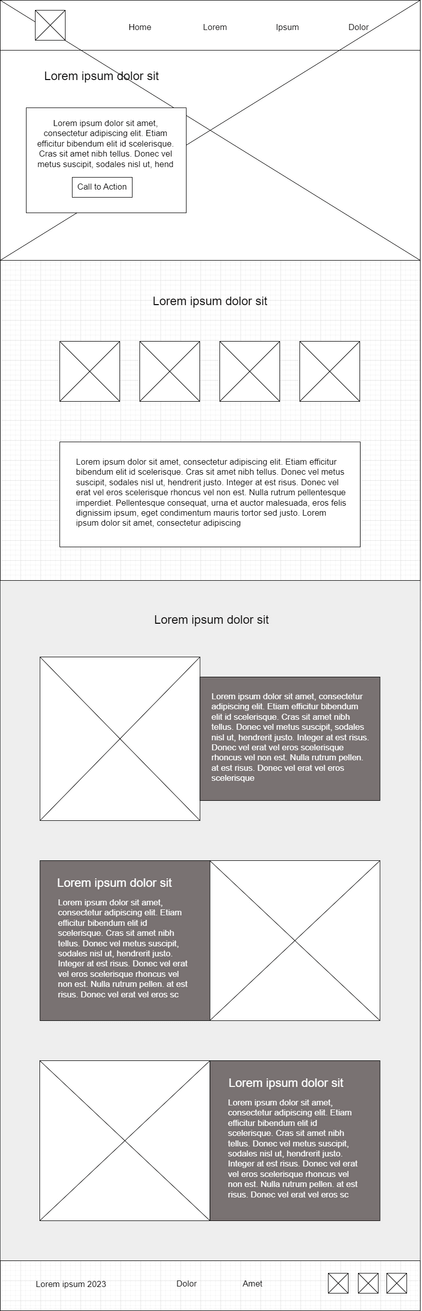 Home Lorem Ipsum Dolor
Lorem ipsum dolor sit
Lorem ipsum dolor sit amet,
consectetur adipiscing elit. Etiam
efficitur bibendum elit id scelerisque.
Cras sit amet nibh tellus. Donec vel
metus suscipit, sodales nisl ut, hend
Call to Action
Lorem ipsum dolor sit
Lorem ipsum dolor sit amet, consectetur adipiscing elit. Etiam efficitur
bibendum elit id scelerisque. Cras sit amet nibh tellus. Donec vel metus
suscipit, sodales nisl ut, hendrerit justo. Integer at est risus. Donec vel
erat vel eros scelerisque rhoncus vel non est. Nulla rutrum pellentesque
imperdiet. Pellentesque consequat, urna et auctor malesuada, eros felis
dignissim ipsum, eget condimentum mauris tortor sed justo. Lorem
ipsum dolor sit amet, consectetur adipiscing
Lorem ipsum dolor sit
Lorem ipsum dolor sit amet, consectetur
adipiscing elit. Etiam efficitur bibendum
elit id scelerisque. Cras sit amet nibh
tellus. Donec vel metus suscipit, sodales
nisl ut, hendrerit justo. Integer at est risus.
Donec vel erat vel eros scelerisque
rhoncus vel non est. Nulla rutrum pellen.
at est risus. Donec vel erat vel eros
scelerisque
Lorem ipsum dolor sit
Lorem ipsum dolor sit amet,
consectetur adipiscing elit. Etiam
efficitur bibendum elit id
scelerisque. Cras sit amet nibh
tellus. Donec vel metus suscipit,
sodales nisl ut, hendrerit justo.
Integer at est risus. Donec vel erat
vel eros scelerisque rhoncus vel
non est. Nulla rutrum pellen. at est
risus. Donec vel erat vel eros sc
Lorem ipsum dolor sit
Lorem ipsum dolor sit amet,
consectetur adipiscing elit. Etiam
efficitur bibendum elit id
scelerisque. Cras sit amet nibh
tellus. Donec vel metus suscipit,
sodales nisl ut, hendrerit justo.
Integer at est risus. Donec vel erat
vel eros scelerisque rhoncus vel
non est. Nulla rutrum pellen. at est
risus. Donec vel erat vel eros sc
Lorem ipsum 2023 Dolor Amet